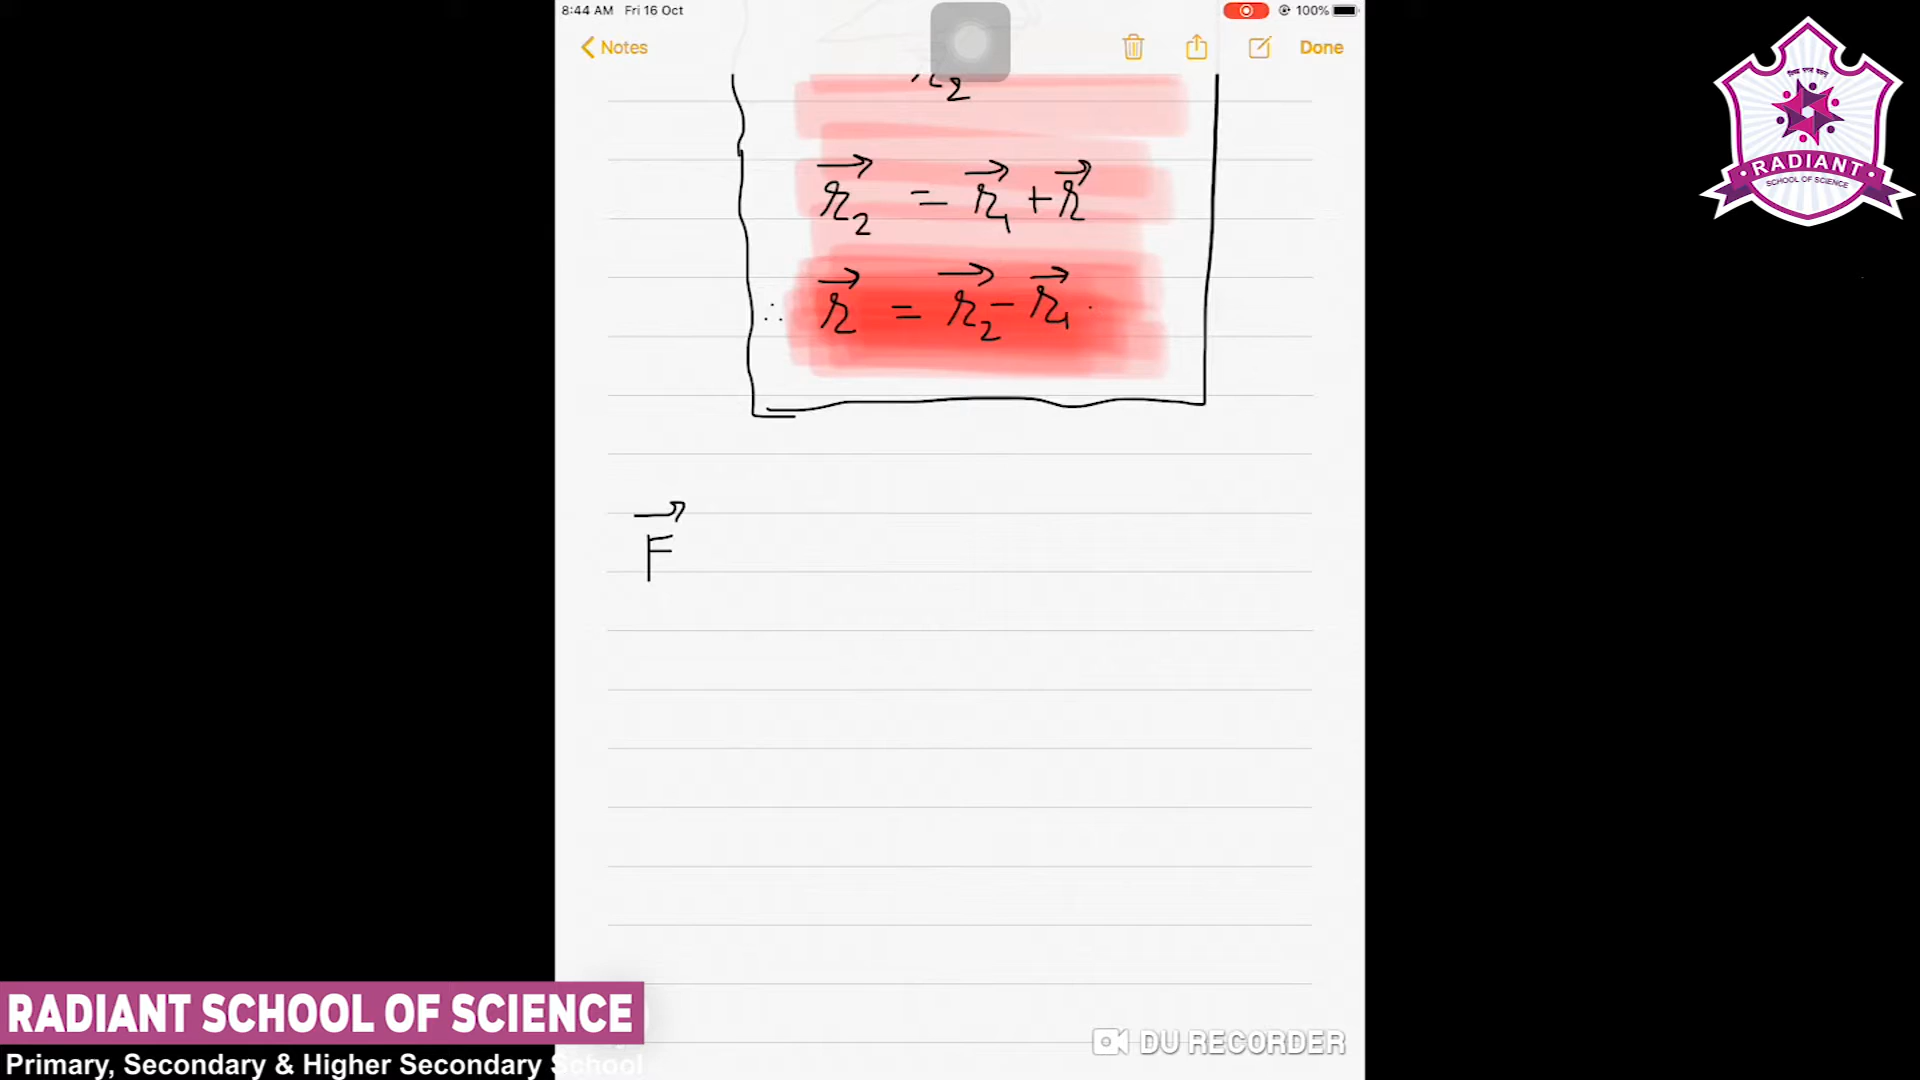 8:44 AM Fri 16 Oct 100%
Notes Done
r₂
r⃗₂ = r⃗₁ + r⃗
∴ r⃗ = r⃗₂ − r⃗₁
F⃗
RADIANT
SCHOOL OF SCIENCE
RADIANT SCHOOL OF SCIENCE
Primary, Secondary & Higher Secondary School
DU RECORDER